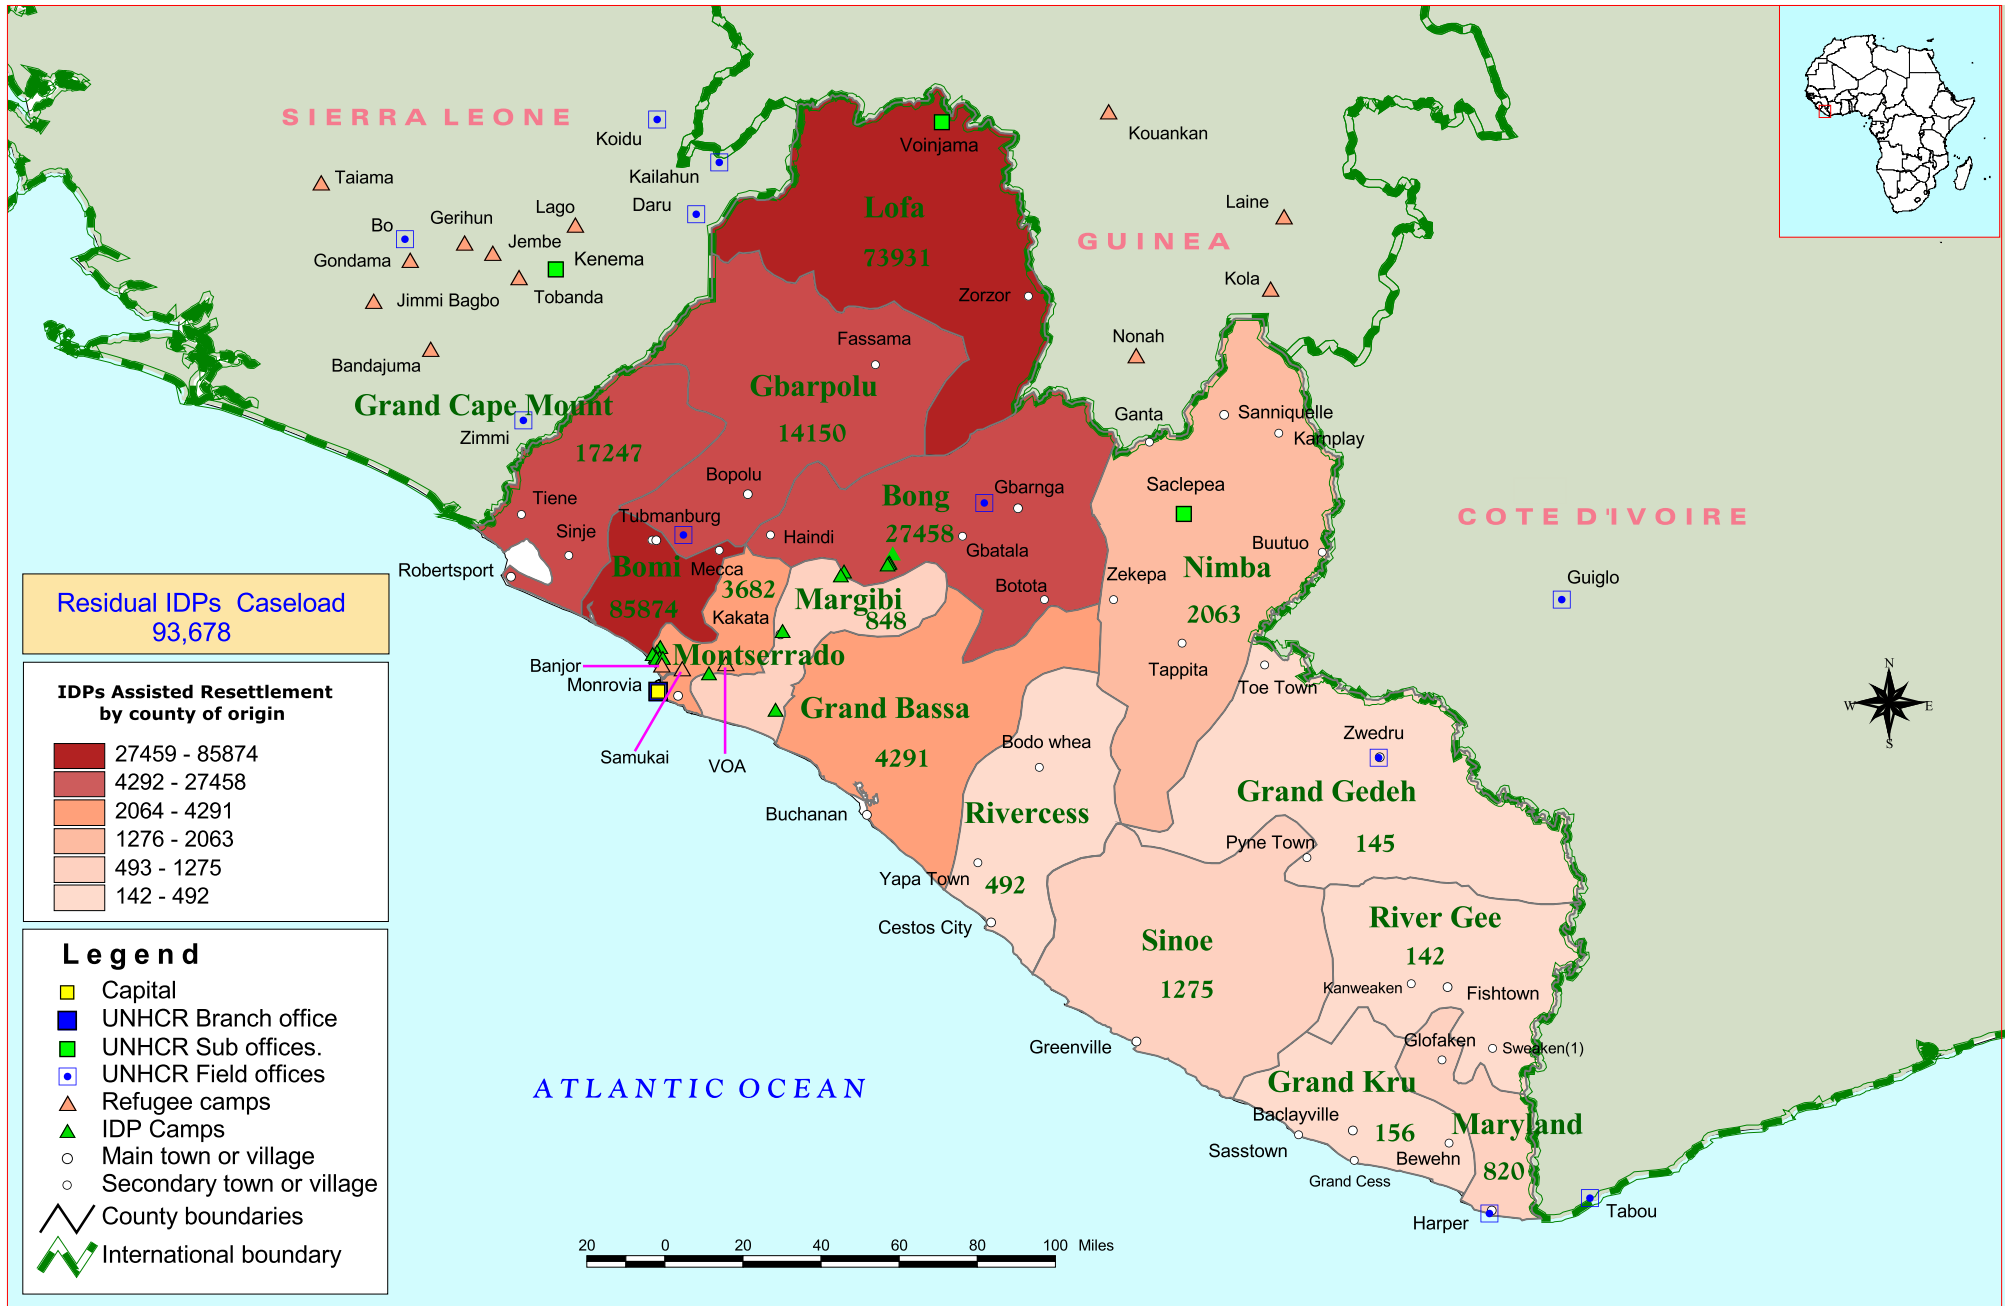 SIERRA LEONE
Koidu
Kailahun
Daru
Taiama
Bo
Gerihun
Lago
Jembe
Gondama
Kenema
Jimmi Bagbo
Tobanda
Bandajuma
Zimmi
Voinjama
Lofa
73931
Zorzor
Kouankan
Laine
GUINEA
Kola
Nonah
Fassama
Gbarpolu
14150
Grand Cape Mount
17247
Bopolu
Tiene
Sinje
Robertsport
Tubmanburg
Bomi
85874
Mecca
Haindi
Bong
27458
Gbarnga
Gbatala
Botota
Ganta
Sanniquelle
Karnplay
Saclepea
Buutuo
Zekepa
Nimba
2063
Tappita
COTE D'IVOIRE
Guiglo
3682
Kakata
Margibi
848
Montserrado
Banjor
Monrovia
Samukai
VOA
Grand Bassa
4291
Buchanan
Bodo whea
Rivercess
492
Yapa Town
Cestos City
Toe Town
Zwedru
Grand Gedeh
145
Pyne Town
River Gee
142
Kanweaken
Fishtown
Sinoe
1275
Greenville
Glofaken
Sweaken(1)
Grand Kru
156
Baclayville
Sasstown
Grand Cess
Bewehn
Maryland
820
Harper
Tabou
N
W
E
S
ATLANTIC OCEAN
Residual IDPs Caseload
93,678
IDPs Assisted Resettlement
by county of origin
27459 - 85874
4292 - 27458
2064 - 4291
1276 - 2063
493 - 1275
142 - 492
Legend
Capital
UNHCR Branch office
UNHCR Sub offices.
UNHCR Field offices
Refugee camps
IDP Camps
Main town or village
Secondary town or village
County boundaries
International boundary
20 0 20 40 60 80 100 Miles